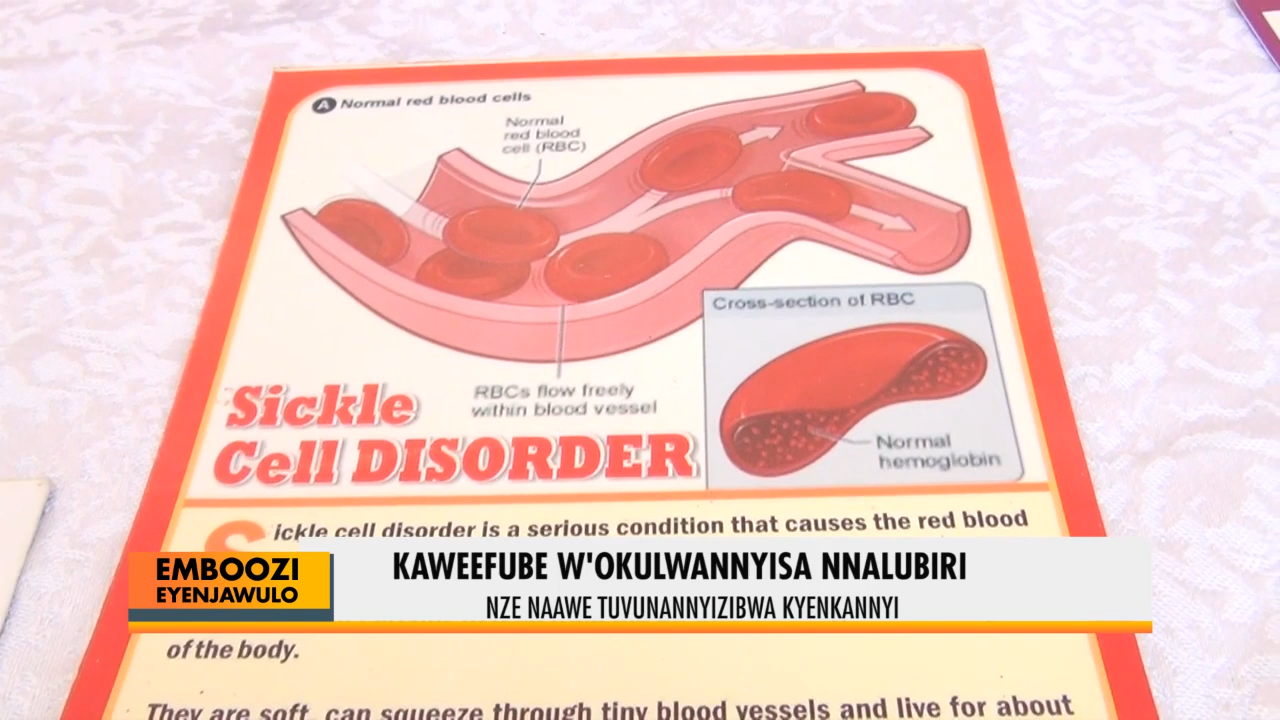 A Normal red blood cells
Normal
red blood
cell (RBC)
Cross-section of RBC
RBCs flow freely
within blood vessel
Normal
hemoglobin
Sickle
Cell DISORDER
Sickle cell disorder is a serious condition that causes the red blood
EMBOOZI
EYENJAWULO
KAWEEFUBE W'OKULWANNYISA NNALUBIRI
NZE NAAWE TUVUNANNYIZIBWA KYENKANNYI
of the body.
They are soft, can squeeze through tiny blood vessels and live for about